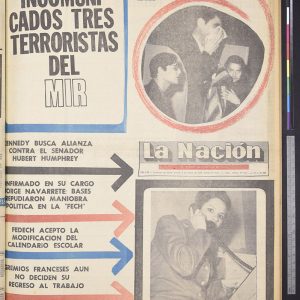 INCOMUNI
CADOS TRES
TERRORISTAS
DEL
MIR
KENNEDY BUSCA ALIANZA
CONTRA EL SENADOR
HUBERT HUMPHREY
La Nación
CONFIRMADO EN SU CARGO
JORGE NAVARRETE: BASES
REPUDIARON MANIOBRA
POLITICA EN LA "FECH"
FEDECH ACEPTO LA
MODIFICACION DEL
CALENDARIO ESCOLAR
GREMIOS FRANCESES AUN
NO DECIDEN SU
REGRESO AL TRABAJO